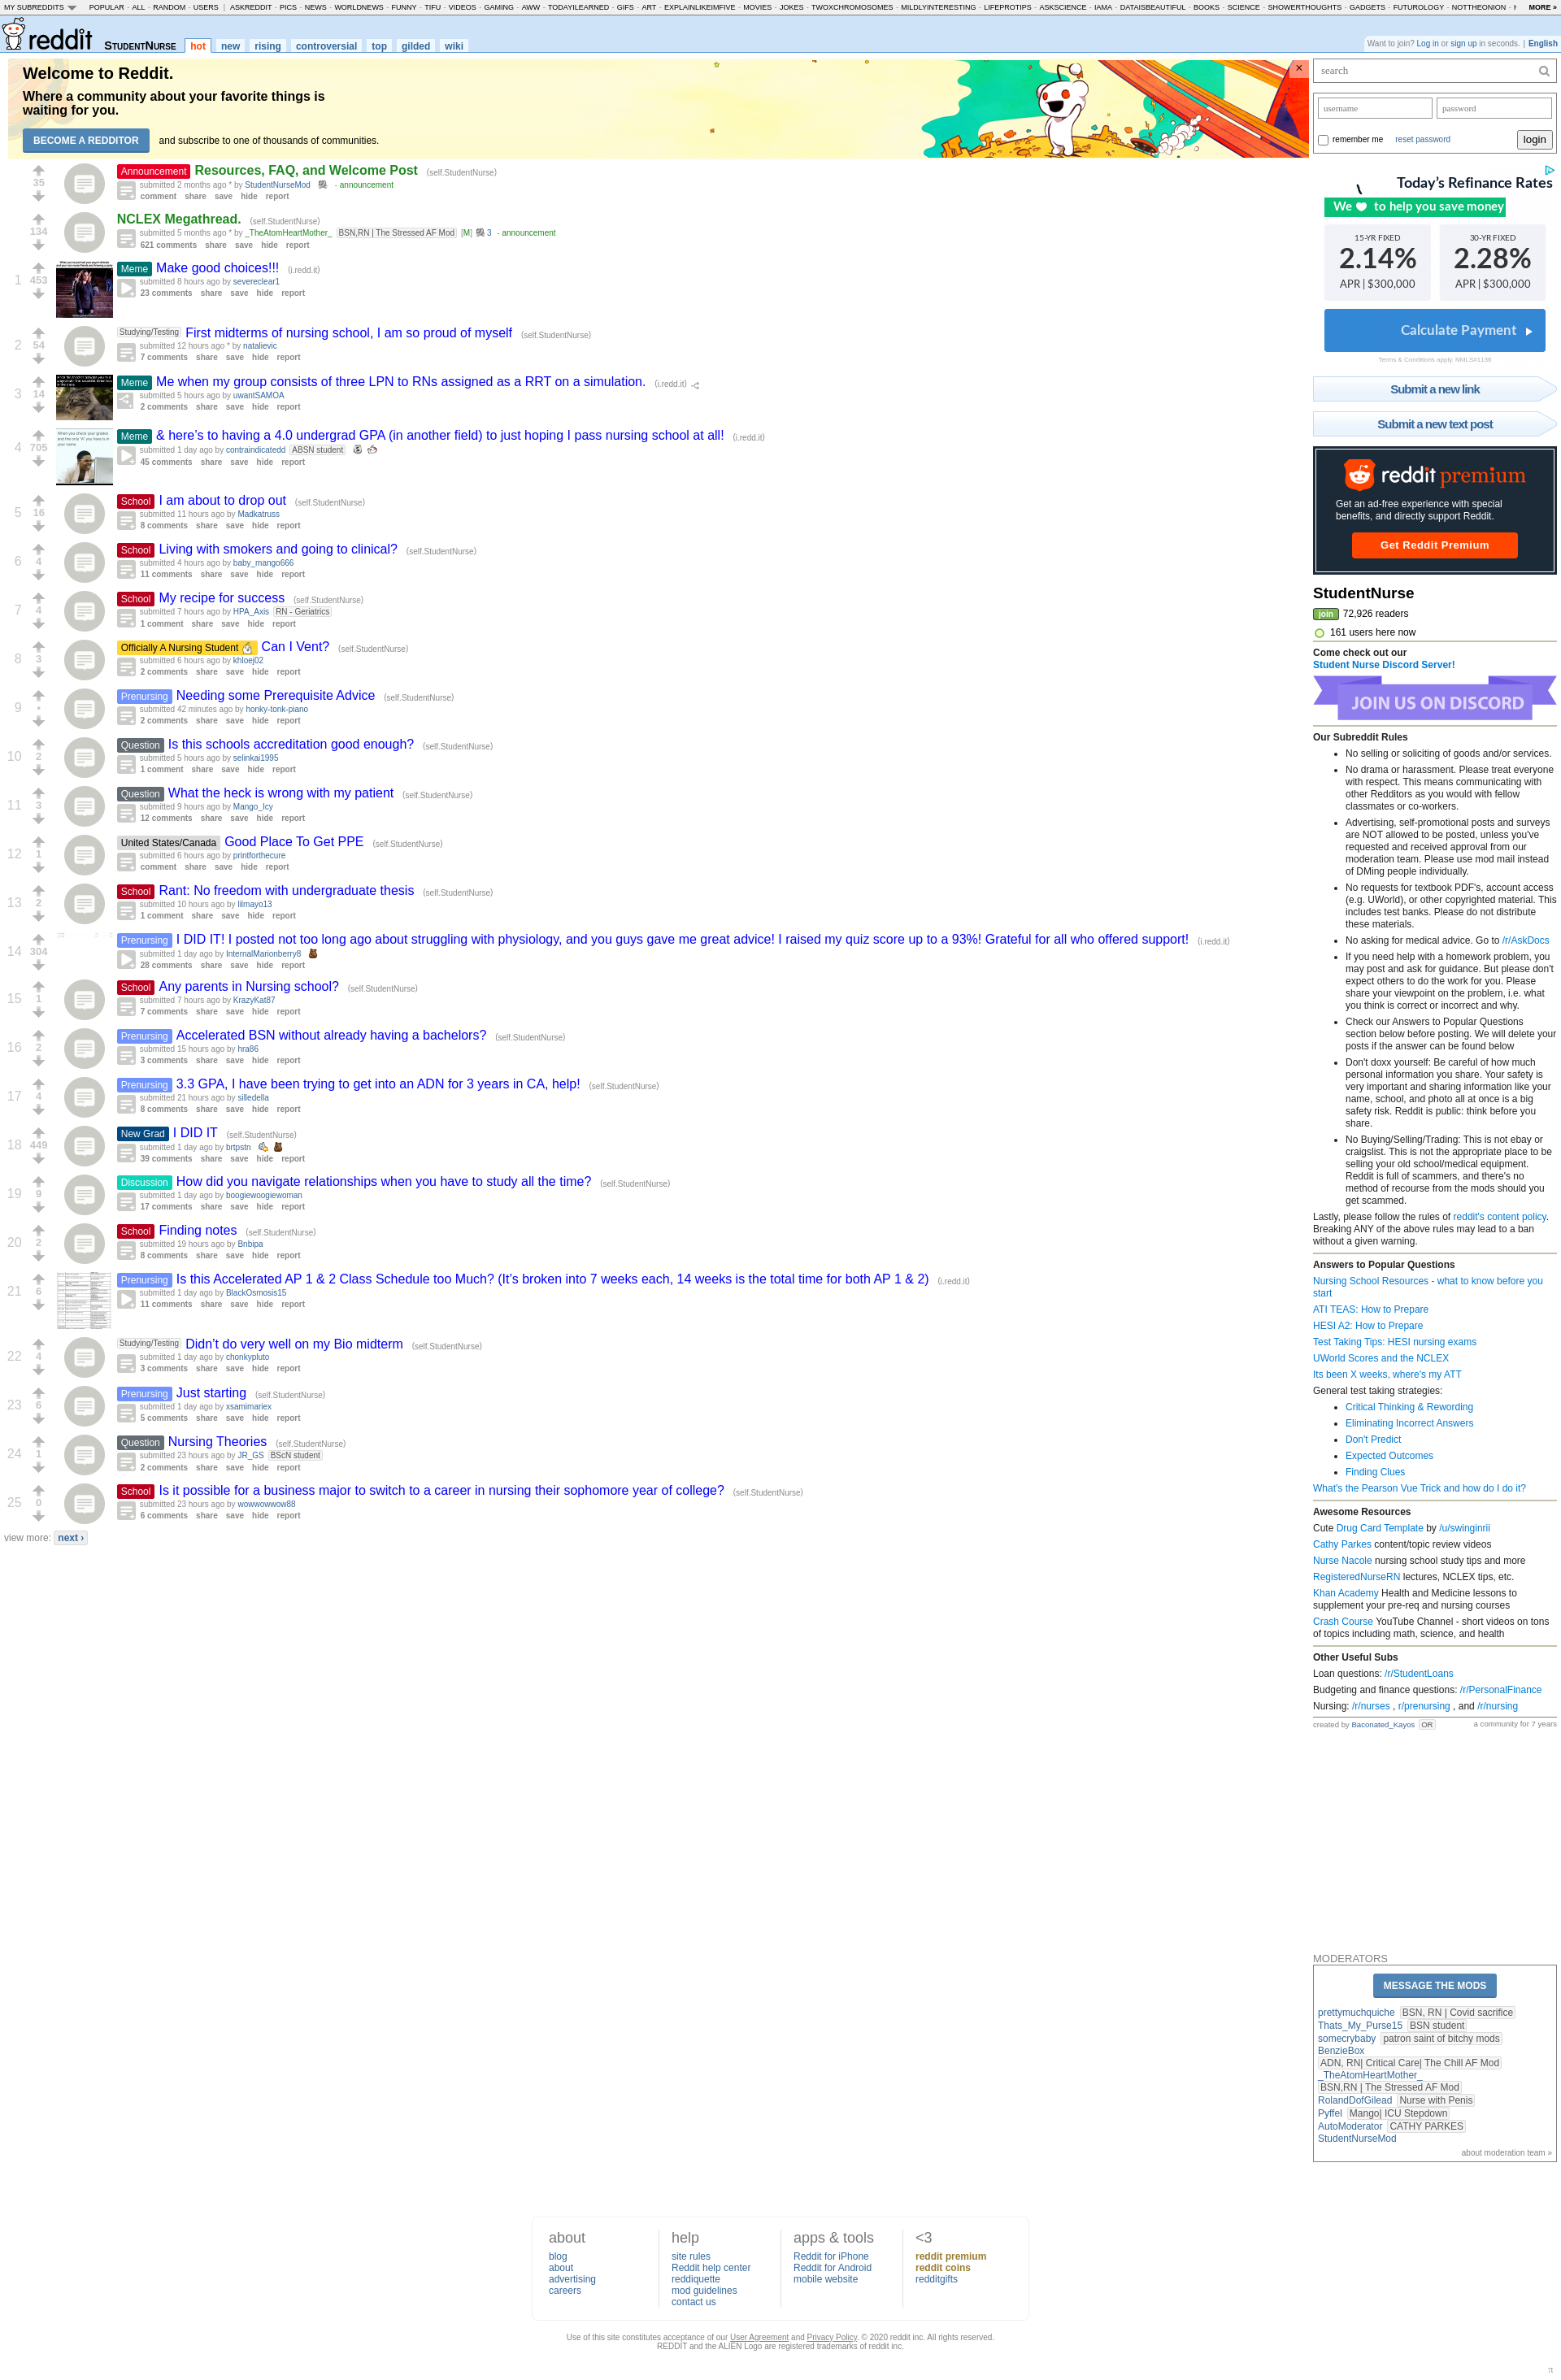 MY SUBREDDITS POPULAR - ALL - RANDOM - USERS | ASKREDDIT - PICS - NEWS - WORLDNEWS - FUNNY - TIFU - VIDEOS - GAMING - AWW - TODAYILEARNED - GIFS - ART - EXPLAINLIKEIMFIVE - MOVIES - JOKES - TWOXCHROMOSOMES - MILDLYINTERESTING - LIFEPROTIPS - ASKSCIENCE - IAMA - DATAISBEAUTIFUL - BOOKS - SCIENCE - SHOWERTHOUGHTS - GADGETS - FUTUROLOGY - NOTTHEONION - MORE »
reddit STUDENTNURSE hot new rising controversial top gilded wiki
Want to join? Log in or sign up in seconds. | English
Welcome to Reddit.
Where a community about your favorite things is
waiting for you.
BECOME A REDDITOR and subscribe to one of thousands of communities.
×
35
Announcement Resources, FAQ, and Welcome Post (self.StudentNurse)
submitted 2 months ago * by StudentNurseMod - announcement
comment share save hide report
134
NCLEX Megathread. (self.StudentNurse)
submitted 5 months ago * by _TheAtomHeartMother_ BSN,RN | The Stressed AF Mod [M] 3 - announcement
621 comments share save hide report
1 453
Meme Make good choices!!! (i.redd.it)
submitted 8 hours ago by severeclear1
23 comments share save hide report
2 54
Studying/Testing First midterms of nursing school, I am so proud of myself (self.StudentNurse)
submitted 12 hours ago * by natalievic
7 comments share save hide report
3 14
Meme Me when my group consists of three LPN to RNs assigned as a RRT on a simulation. (i.redd.it)
submitted 5 hours ago by uwantSAMOA
2 comments share save hide report
4 705
When you check your grades
and the only "A" you have is in
your name
Meme & here's to having a 4.0 undergrad GPA (in another field) to just hoping I pass nursing school at all! (i.redd.it)
submitted 1 day ago by contraindicatedd ABSN student
45 comments share save hide report
5 16
School I am about to drop out (self.StudentNurse)
submitted 11 hours ago by Madkatruss
8 comments share save hide report
6 4
School Living with smokers and going to clinical? (self.StudentNurse)
submitted 4 hours ago by baby_mango666
11 comments share save hide report
7 4
School My recipe for success (self.StudentNurse)
submitted 7 hours ago by HPA_Axis RN - Geriatrics
1 comment share save hide report
8 3
Officially A Nursing Student Can I Vent? (self.StudentNurse)
submitted 6 hours ago by khloej02
2 comments share save hide report
9 •
Prenursing Needing some Prerequisite Advice (self.StudentNurse)
submitted 42 minutes ago by honky-tonk-piano
2 comments share save hide report
10 2
Question Is this schools accreditation good enough? (self.StudentNurse)
submitted 5 hours ago by selinkai1995
1 comment share save hide report
11 3
Question What the heck is wrong with my patient (self.StudentNurse)
submitted 9 hours ago by Mango_Icy
12 comments share save hide report
12 1
United States/Canada Good Place To Get PPE (self.StudentNurse)
submitted 6 hours ago by printforthecure
comment share save hide report
13 2
School Rant: No freedom with undergraduate thesis (self.StudentNurse)
submitted 10 hours ago by lilmayo13
1 comment share save hide report
14 304
Prenursing I DID IT! I posted not too long ago about struggling with physiology, and you guys gave me great advice! I raised my quiz score up to a 93%! Grateful for all who offered support! (i.redd.it)
submitted 1 day ago by InternalMarionberry8
28 comments share save hide report
15 1
School Any parents in Nursing school? (self.StudentNurse)
submitted 7 hours ago by KrazyKat87
7 comments share save hide report
16 2
Prenursing Accelerated BSN without already having a bachelors? (self.StudentNurse)
submitted 15 hours ago by hra86
3 comments share save hide report
17 4
Prenursing 3.3 GPA, I have been trying to get into an ADN for 3 years in CA, help! (self.StudentNurse)
submitted 21 hours ago by silledella
8 comments share save hide report
18 449
New Grad I DID IT (self.StudentNurse)
submitted 1 day ago by brtpstn
39 comments share save hide report
19 9
Discussion How did you navigate relationships when you have to study all the time? (self.StudentNurse)
submitted 1 day ago by boogiewoogiewoman
17 comments share save hide report
20 2
School Finding notes (self.StudentNurse)
submitted 19 hours ago by Bnbipa
8 comments share save hide report
21 6
Prenursing Is this Accelerated AP 1 & 2 Class Schedule too Much? (It's broken into 7 weeks each, 14 weeks is the total time for both AP 1 & 2) (i.redd.it)
submitted 1 day ago by BlackOsmosis15
11 comments share save hide report
22 4
Studying/Testing Didn't do very well on my Bio midterm (self.StudentNurse)
submitted 1 day ago by chonkypluto
3 comments share save hide report
23 6
Prenursing Just starting (self.StudentNurse)
submitted 1 day ago by xsamimariex
5 comments share save hide report
24 1
Question Nursing Theories (self.StudentNurse)
submitted 23 hours ago by JR_GS BScN student
2 comments share save hide report
25 0
School Is it possible for a business major to switch to a career in nursing their sophomore year of college? (self.StudentNurse)
submitted 23 hours ago by wowwowwow88
6 comments share save hide report
view more: next ›
search
username password
remember me reset password login
Today's Refinance Rates
We to help you save money
15-YR FIXED 30-YR FIXED
2.14% 2.28%
APR | $300,000 APR | $300,000
Calculate Payment
Terms & Conditions apply. NMLS#1136
Submit a new link
Submit a new text post
reddit premium
Get an ad-free experience with special
benefits, and directly support Reddit.
Get Reddit Premium
StudentNurse
join 72,926 readers
161 users here now
Come check out our
Student Nurse Discord Server!
JOIN US ON DISCORD
Our Subreddit Rules
• No selling or soliciting of goods and/or services.
• No drama or harassment. Please treat everyone
with respect. This means communicating with
other Redditors as you would with fellow
classmates or co-workers.
• Advertising, self-promotional posts and surveys
are NOT allowed to be posted, unless you've
requested and received approval from our
moderation team. Please use mod mail instead
of DMing people individually.
• No requests for textbook PDF's, account access
(e.g. UWorld), or other copyrighted material. This
includes test banks. Please do not distribute
these materials.
• No asking for medical advice. Go to /r/AskDocs
• If you need help with a homework problem, you
may post and ask for guidance. But please don't
expect others to do the work for you. Please
share your viewpoint on the problem, i.e. what
you think is correct or incorrect and why.
• Check our Answers to Popular Questions
section below before posting. We will delete your
posts if the answer can be found below
• Don't doxx yourself: Be careful of how much
personal information you share. Your safety is
very important and sharing information like your
name, school, and photo all at once is a big
safety risk. Reddit is public: think before you
share.
• No Buying/Selling/Trading: This is not ebay or
craigslist. This is not the appropriate place to be
selling your old school/medical equipment.
Reddit is full of scammers, and there's no
method of recourse from the mods should you
get scammed.
Lastly, please follow the rules of reddit's content policy.
Breaking ANY of the above rules may lead to a ban
without a given warning.
Answers to Popular Questions
Nursing School Resources - what to know before you
start
ATI TEAS: How to Prepare
HESI A2: How to Prepare
Test Taking Tips: HESI nursing exams
UWorld Scores and the NCLEX
Its been X weeks, where's my ATT
General test taking strategies:
• Critical Thinking & Rewording
• Eliminating Incorrect Answers
• Don't Predict
• Expected Outcomes
• Finding Clues
What's the Pearson Vue Trick and how do I do it?
Awesome Resources
Cute Drug Card Template by /u/swinginrii
Cathy Parkes content/topic review videos
Nurse Nacole nursing school study tips and more
RegisteredNurseRN lectures, NCLEX tips, etc.
Khan Academy Health and Medicine lessons to
supplement your pre-req and nursing courses
Crash Course YouTube Channel - short videos on tons
of topics including math, science, and health
Other Useful Subs
Loan questions: /r/StudentLoans
Budgeting and finance questions: /r/PersonalFinance
Nursing: /r/nurses , r/prenursing , and /r/nursing
created by Baconated_Kayos OR a community for 7 years
MODERATORS
MESSAGE THE MODS
prettymuchquiche BSN, RN | Covid sacrifice
Thats_My_Purse15 BSN student
somecrybaby patron saint of bitchy mods
BenzieBox
ADN, RN| Critical Care| The Chill AF Mod
_TheAtomHeartMother_
BSN,RN | The Stressed AF Mod
RolandDofGilead Nurse with Penis
Pyffel Mango| ICU Stepdown
AutoModerator CATHY PARKES
StudentNurseMod
about moderation team »
about
blog
about
advertising
careers
help
site rules
Reddit help center
reddiquette
mod guidelines
contact us
apps & tools
Reddit for iPhone
Reddit for Android
mobile website
<3
reddit premium
reddit coins
redditgifts
Use of this site constitutes acceptance of our User Agreement and Privacy Policy. © 2020 reddit inc. All rights reserved.
REDDIT and the ALIEN Logo are registered trademarks of reddit inc.
π